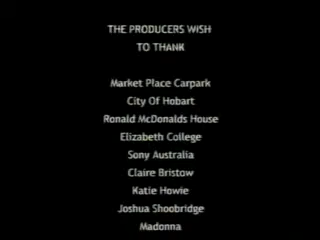 THE PRODUCERS WISH
TO THANK
Market Place Carpark
City Of Hobart
Ronald McDonalds House
Elizabeth College
Sony Australia
Claire Bristow
Katie Howie
Joshua Shoobridge
Madonna